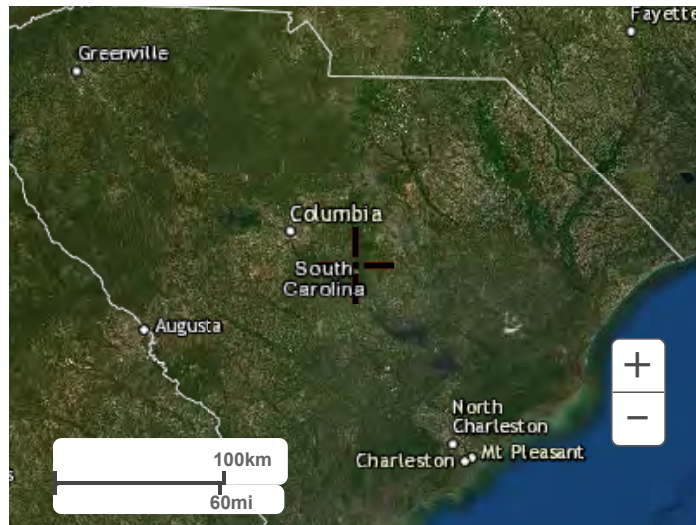 Fayette
Greenville
Columbia
South
Carolina
Augusta
+
−
North
Charleston
Charleston
Mt Pleasant
s
100km
60mi